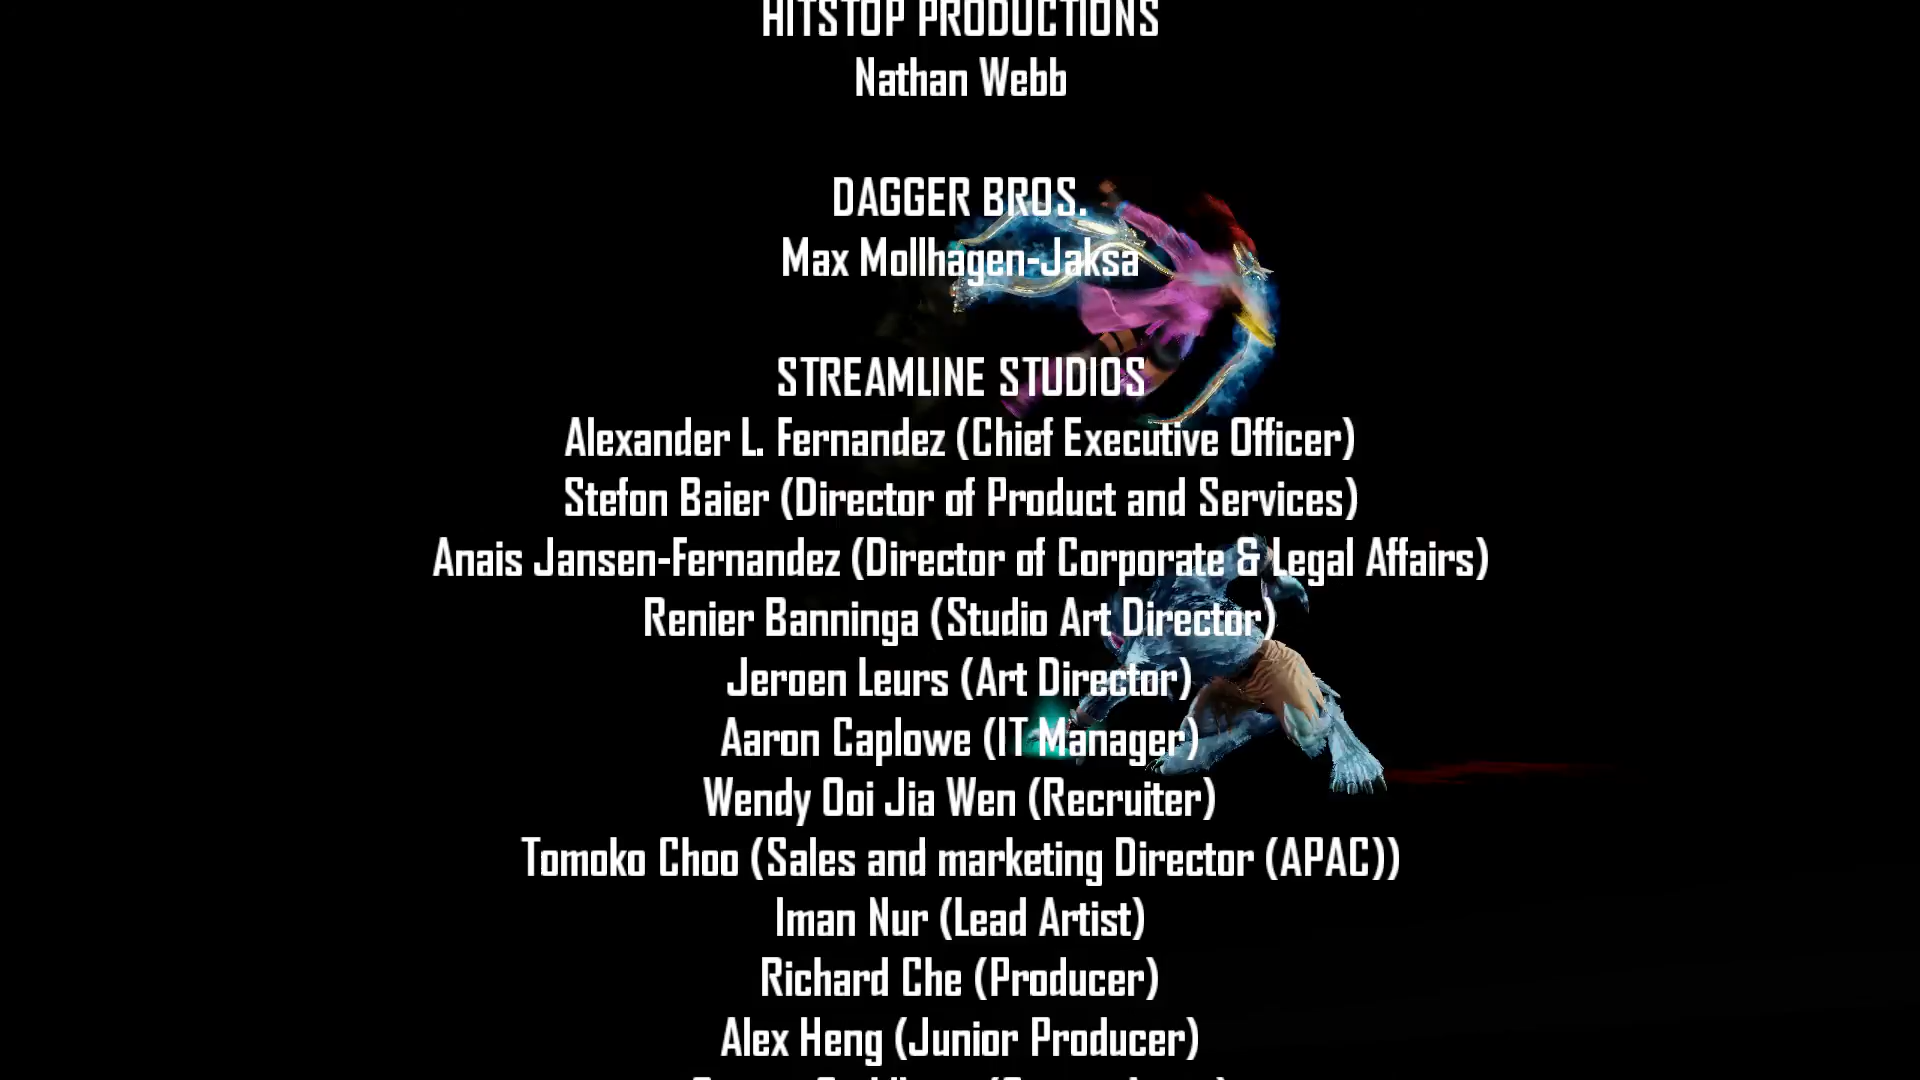 HITSTOP PRODUCTIONS
Nathan Webb
DAGGER BROS.
Max Mollhagen-Jaksa
STREAMLINE STUDIOS
Alexander L. Fernandez (Chief Executive Officer)
Stefon Baier (Director of Product and Services)
Anais Jansen-Fernandez (Director of Corporate & Legal Affairs)
Renier Banninga (Studio Art Director)
Jeroen Leurs (Art Director)
Aaron Caplowe (IT Manager)
Wendy Ooi Jia Wen (Recruiter)
Tomoko Choo (Sales and marketing Director (APAC))
Iman Nur (Lead Artist)
Richard Che (Producer)
Alex Heng (Junior Producer)